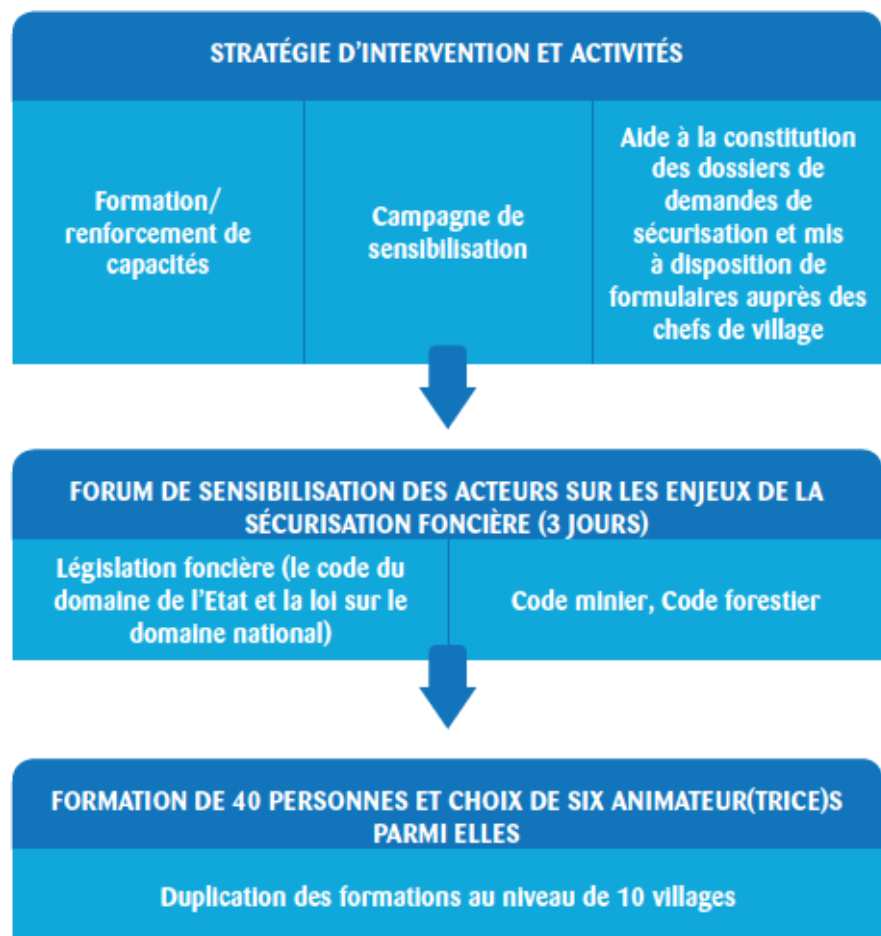 STRATÉGIE D'INTERVENTION ET ACTIVITÉS
Formation/
renforcement de
capacités
Campagne de
sensibilisation
Aide à la constitution
des dossiers de
demandes de
sécurisation et mis
à disposition de
formulaires auprès des
chefs de village
FORUM DE SENSIBILISATION DES ACTEURS SUR LES ENJEUX DE LA
SÉCURISATION FONCIÈRE (3 JOURS)
Législation foncière (le code du
domaine de l'Etat et la loi sur le
domaine national)
Code minier, Code forestier
FORMATION DE 40 PERSONNES ET CHOIX DE SIX ANIMATEUR(TRICE)S
PARMI ELLES
Duplication des formations au niveau de 10 villages